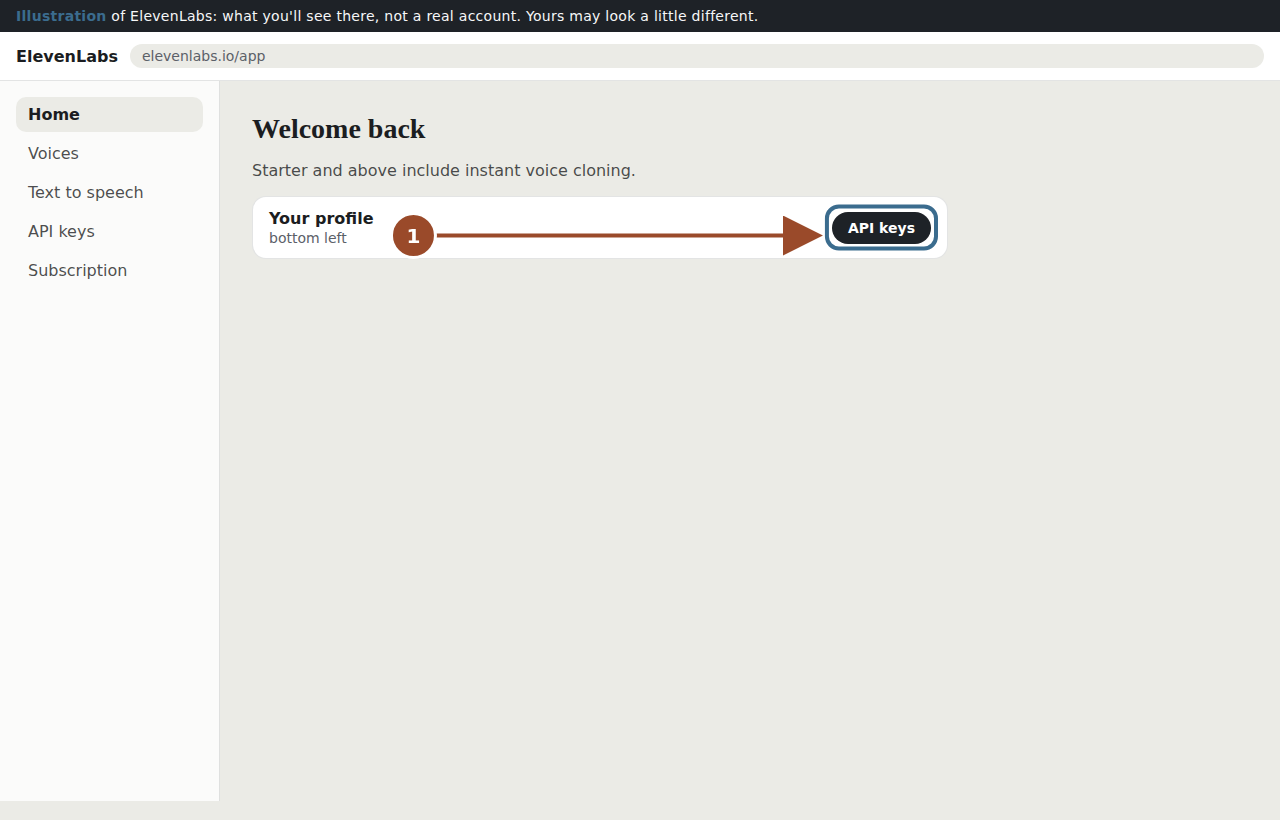 Illustration of ElevenLabs: what you'll see there, not a real account. Yours may look a little different.
ElevenLabs
elevenlabs.io/app
Home
Voices
Text to speech
API keys
Subscription
Welcome back
Starter and above include instant voice cloning.
Your profile
bottom left
1
API keys